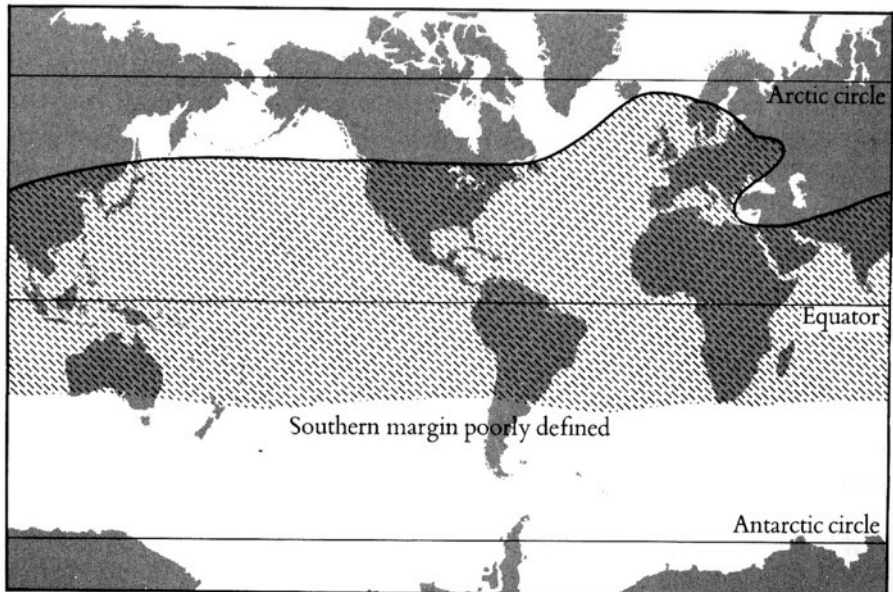 Arctic circle
Equator
Southern margin poorly defined
Antarctic circle